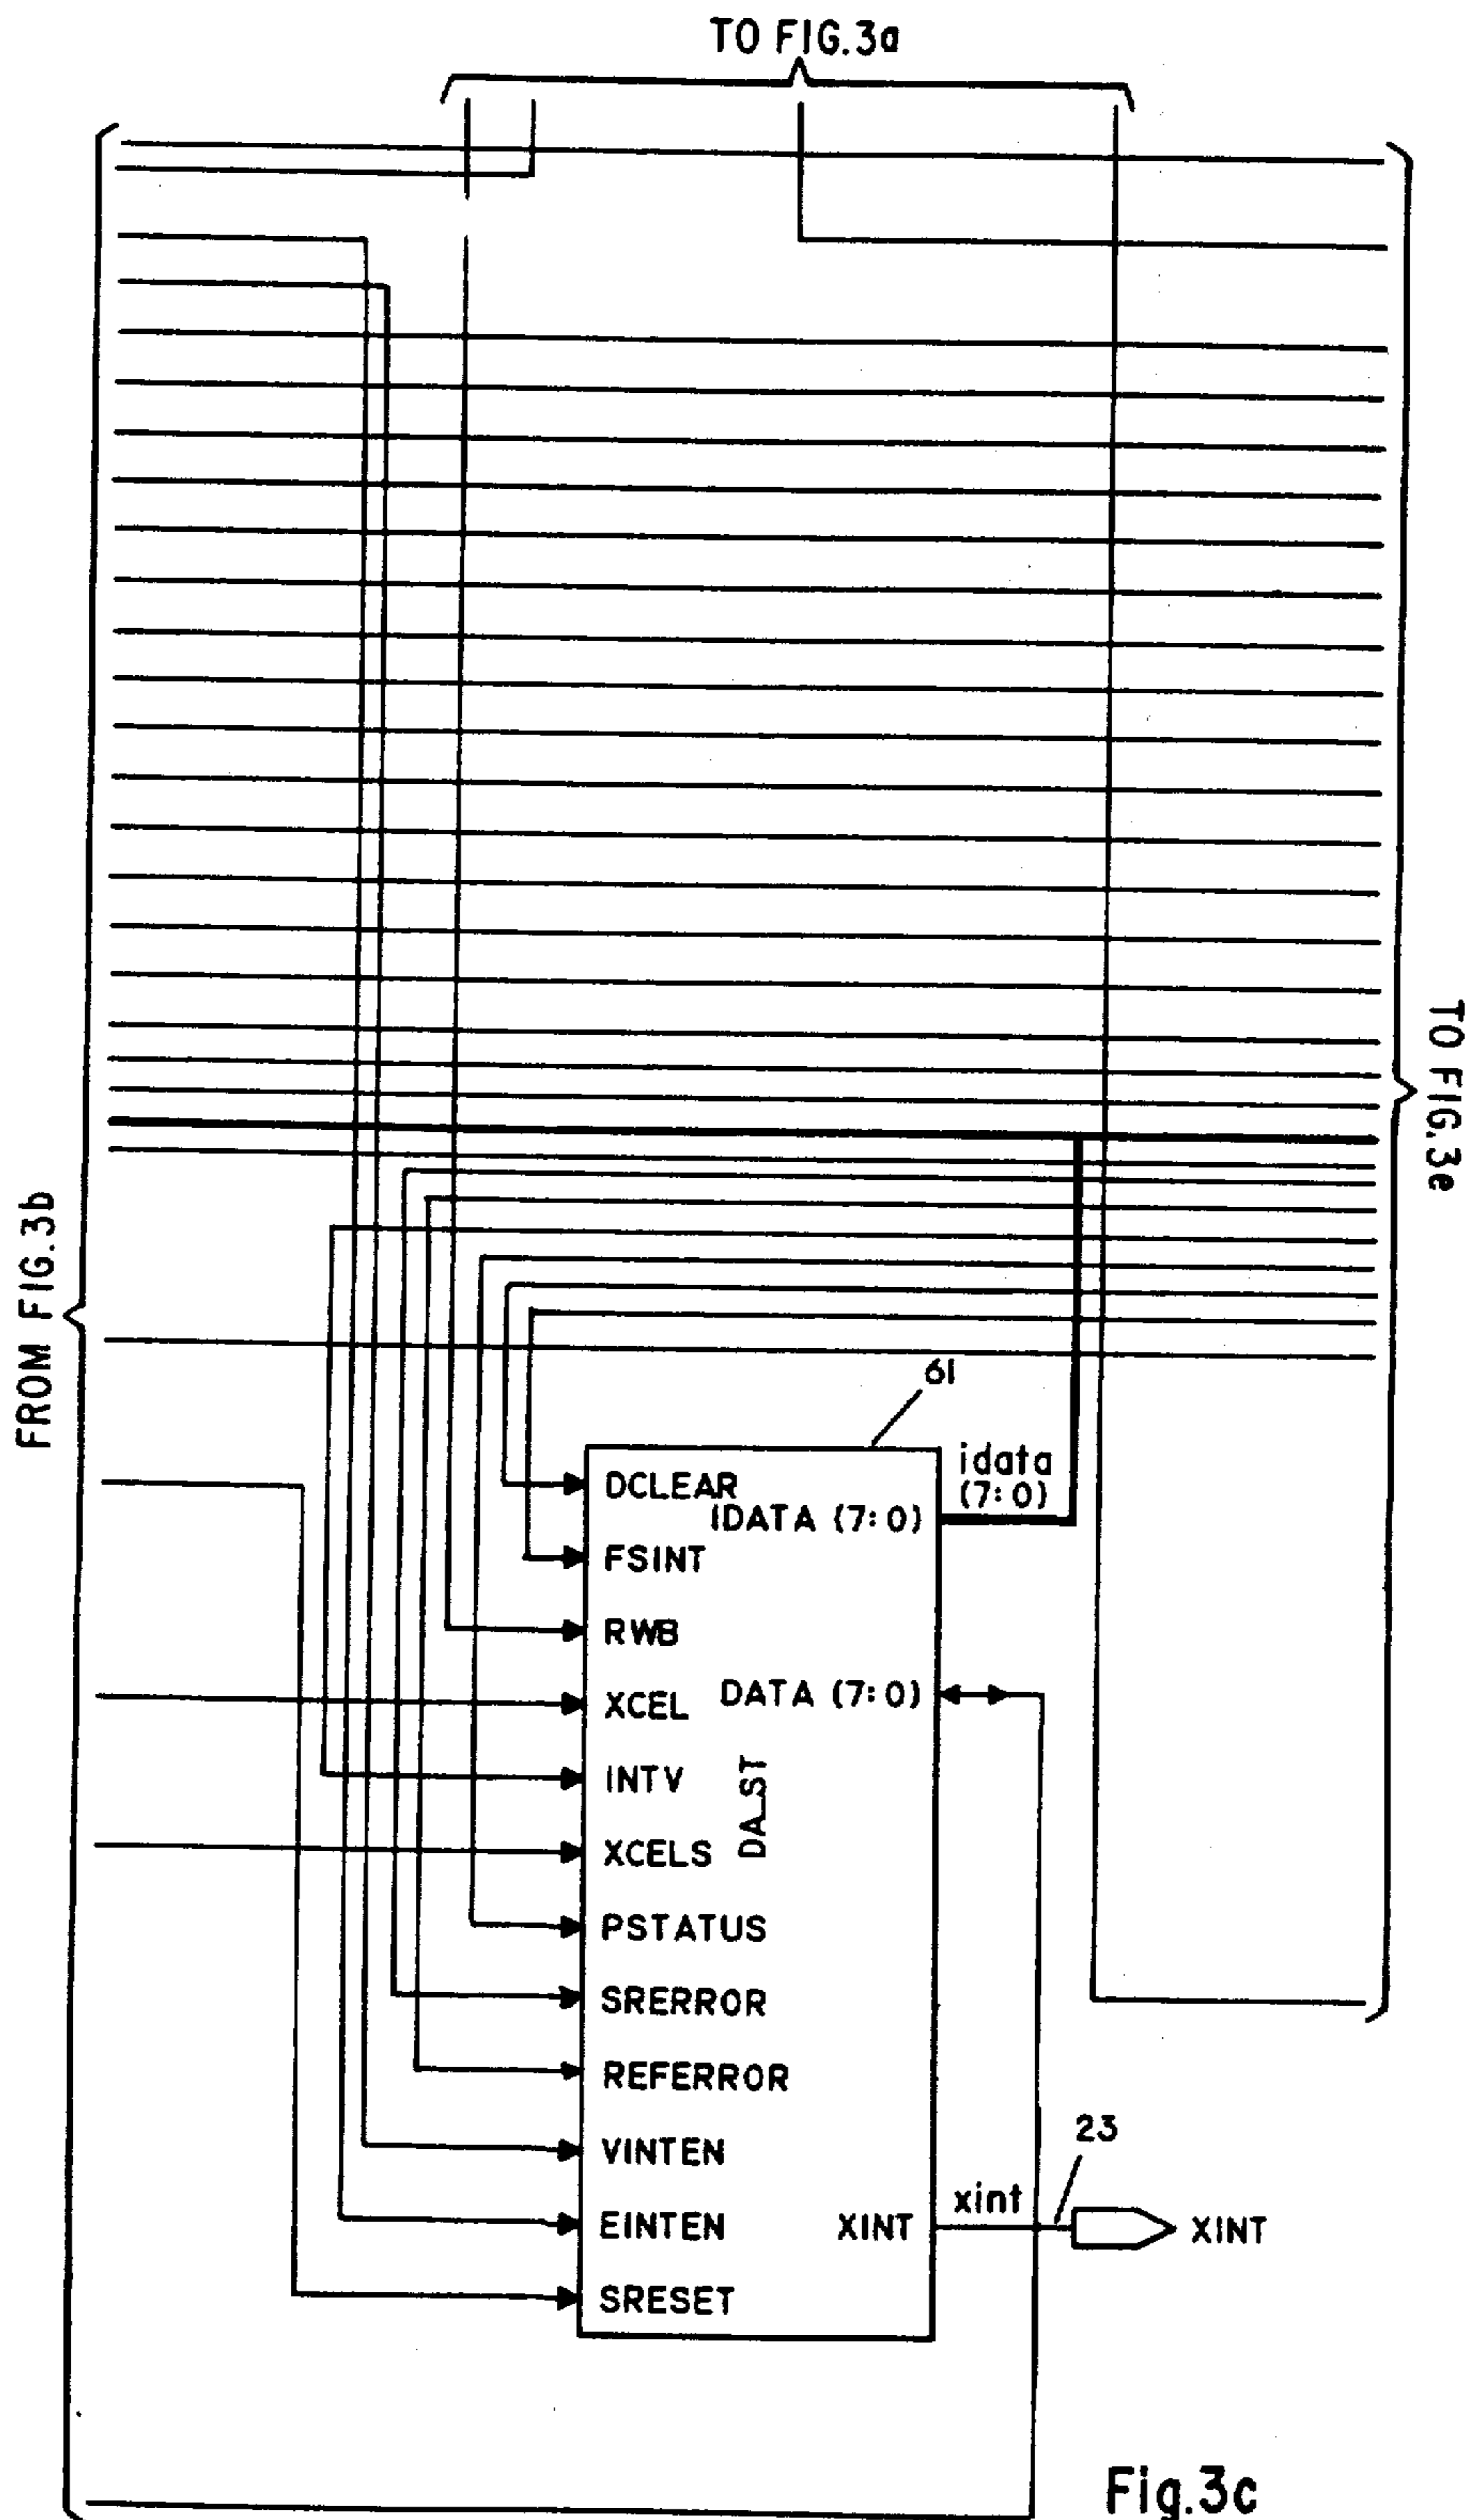 TO FIG.3a
TO FIG.3e
FROM FIG.3b
61
idata
(7:0)
DCLEAR
IDATA (7:0)
FSINT
RWB
XCEL
DATA (7:0)
INTV
DA_ST
XCELS
PSTATUS
SRERROR
REFERROR
VINTEN
23
EINTEN
XINT
xint
XINT
SRESET
Fig.3c